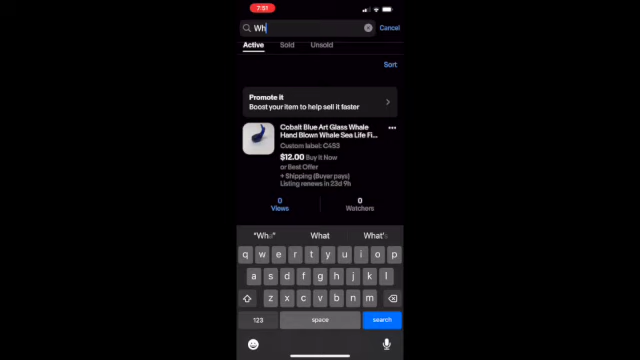 7:51
Wh
Cancel
Active Sold Unsold
Sort
Promote it
Boost your item to help sell it faster
Cobalt Blue Art Glass Whale
Hand Blown Whale Sea Life Fi...
Custom label: C493
$12.00 Buy It Now
or Best Offer
+ Shipping (Buyer pays)
Listing renews in 23d 9h
0 0
Views Watchers
"Wh" What What'
q w e r t y u i o p
a s d f g h j k l
z x c v b n m
123 space search